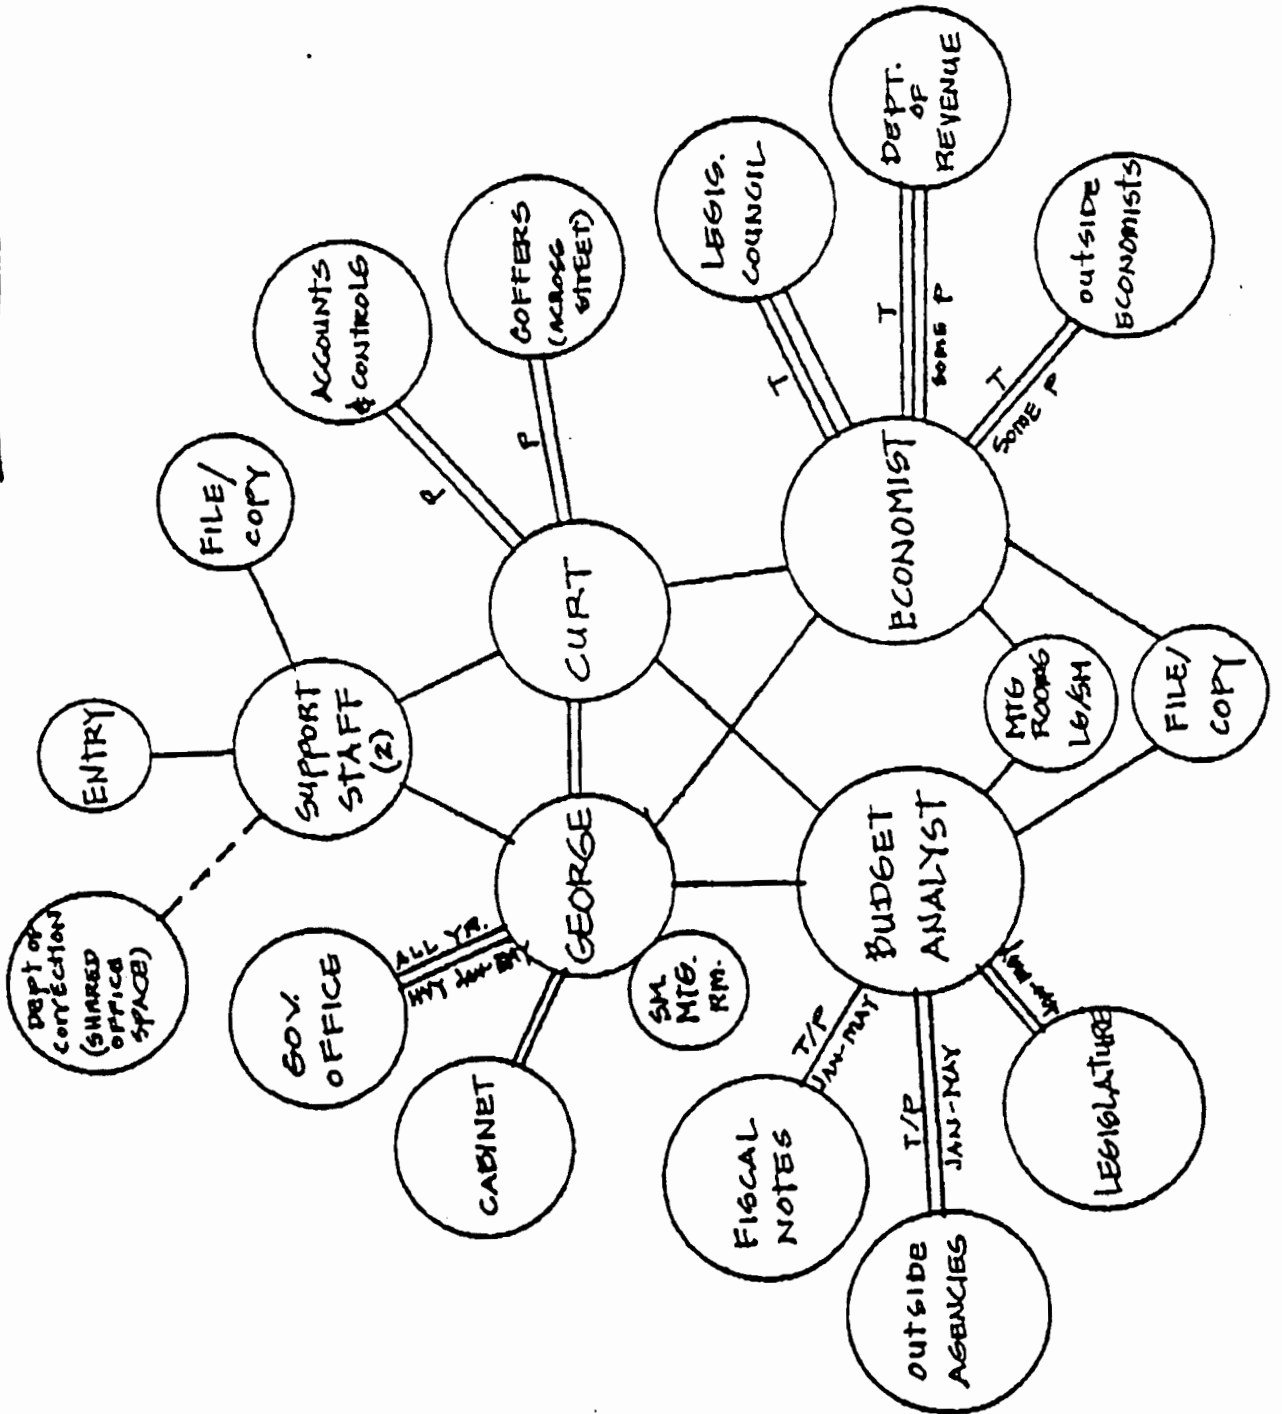 DEPT OF
CORRECTION
(SHARED
OFFICE
SPACE)
ENTRY
FILE/
COPY
SUPPORT
STAFF
(2)
ACCOUNTS
& CONTROLS
P
COFFERS
(ACROSS
STREET)
P
GOV.
OFFICE
ALL YR.
CABINET
GEORGE
CURT
SM.
MTG.
RM.
LEGIS.
COUNCIL
T
DEPT.
OF
REVENUE
T
SOME P
OUTSIDE
ECONOMISTS
T
SOME P
ECONOMIST
MTG
ROOMS
LG/SM
FILE/
COPY
BUDGET
ANALYST
FISCAL
NOTES
T/P
JAN-MAY
OUTSIDE
AGENCIES
T/P
JAN-MAY
LEGISLATURE